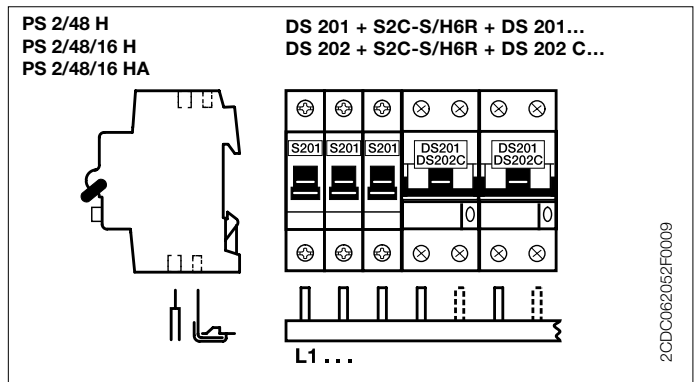 PS 2/48 H
PS 2/48/16 H
PS 2/48/16 HA
DS 201 + S2C-S/H6R + DS 201...
DS 202 + S2C-S/H6R + DS 202 C...
S201 S201 S201 DS201 DS201
DS202C DS202C
L1 . . .
2CDC062052F0009